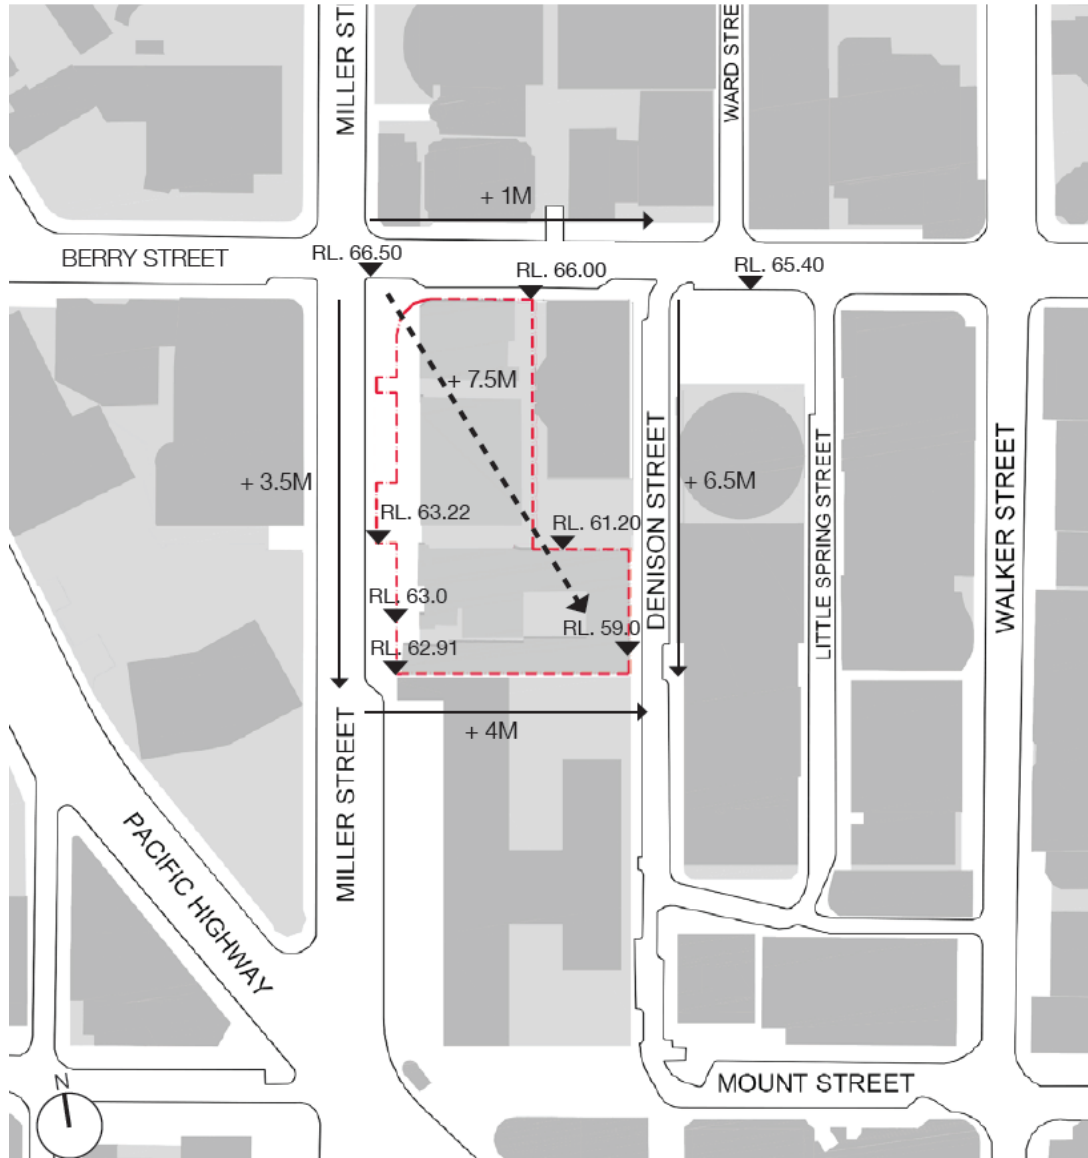 MILLER ST
WARD STRE
+ 1M
BERRY STREET
RL. 66.50
RL. 66.00
RL. 65.40
+ 7.5M
+ 3.5M
+ 6.5M
RL. 63.22
RL. 61.20
DENISON STREET
LITTLE SPRING STREET
WALKER STREET
RL. 63.0
RL. 59.0
RL. 62.91
+ 4M
MILLER STREET
PACIFIC HIGHWAY
N
MOUNT STREET